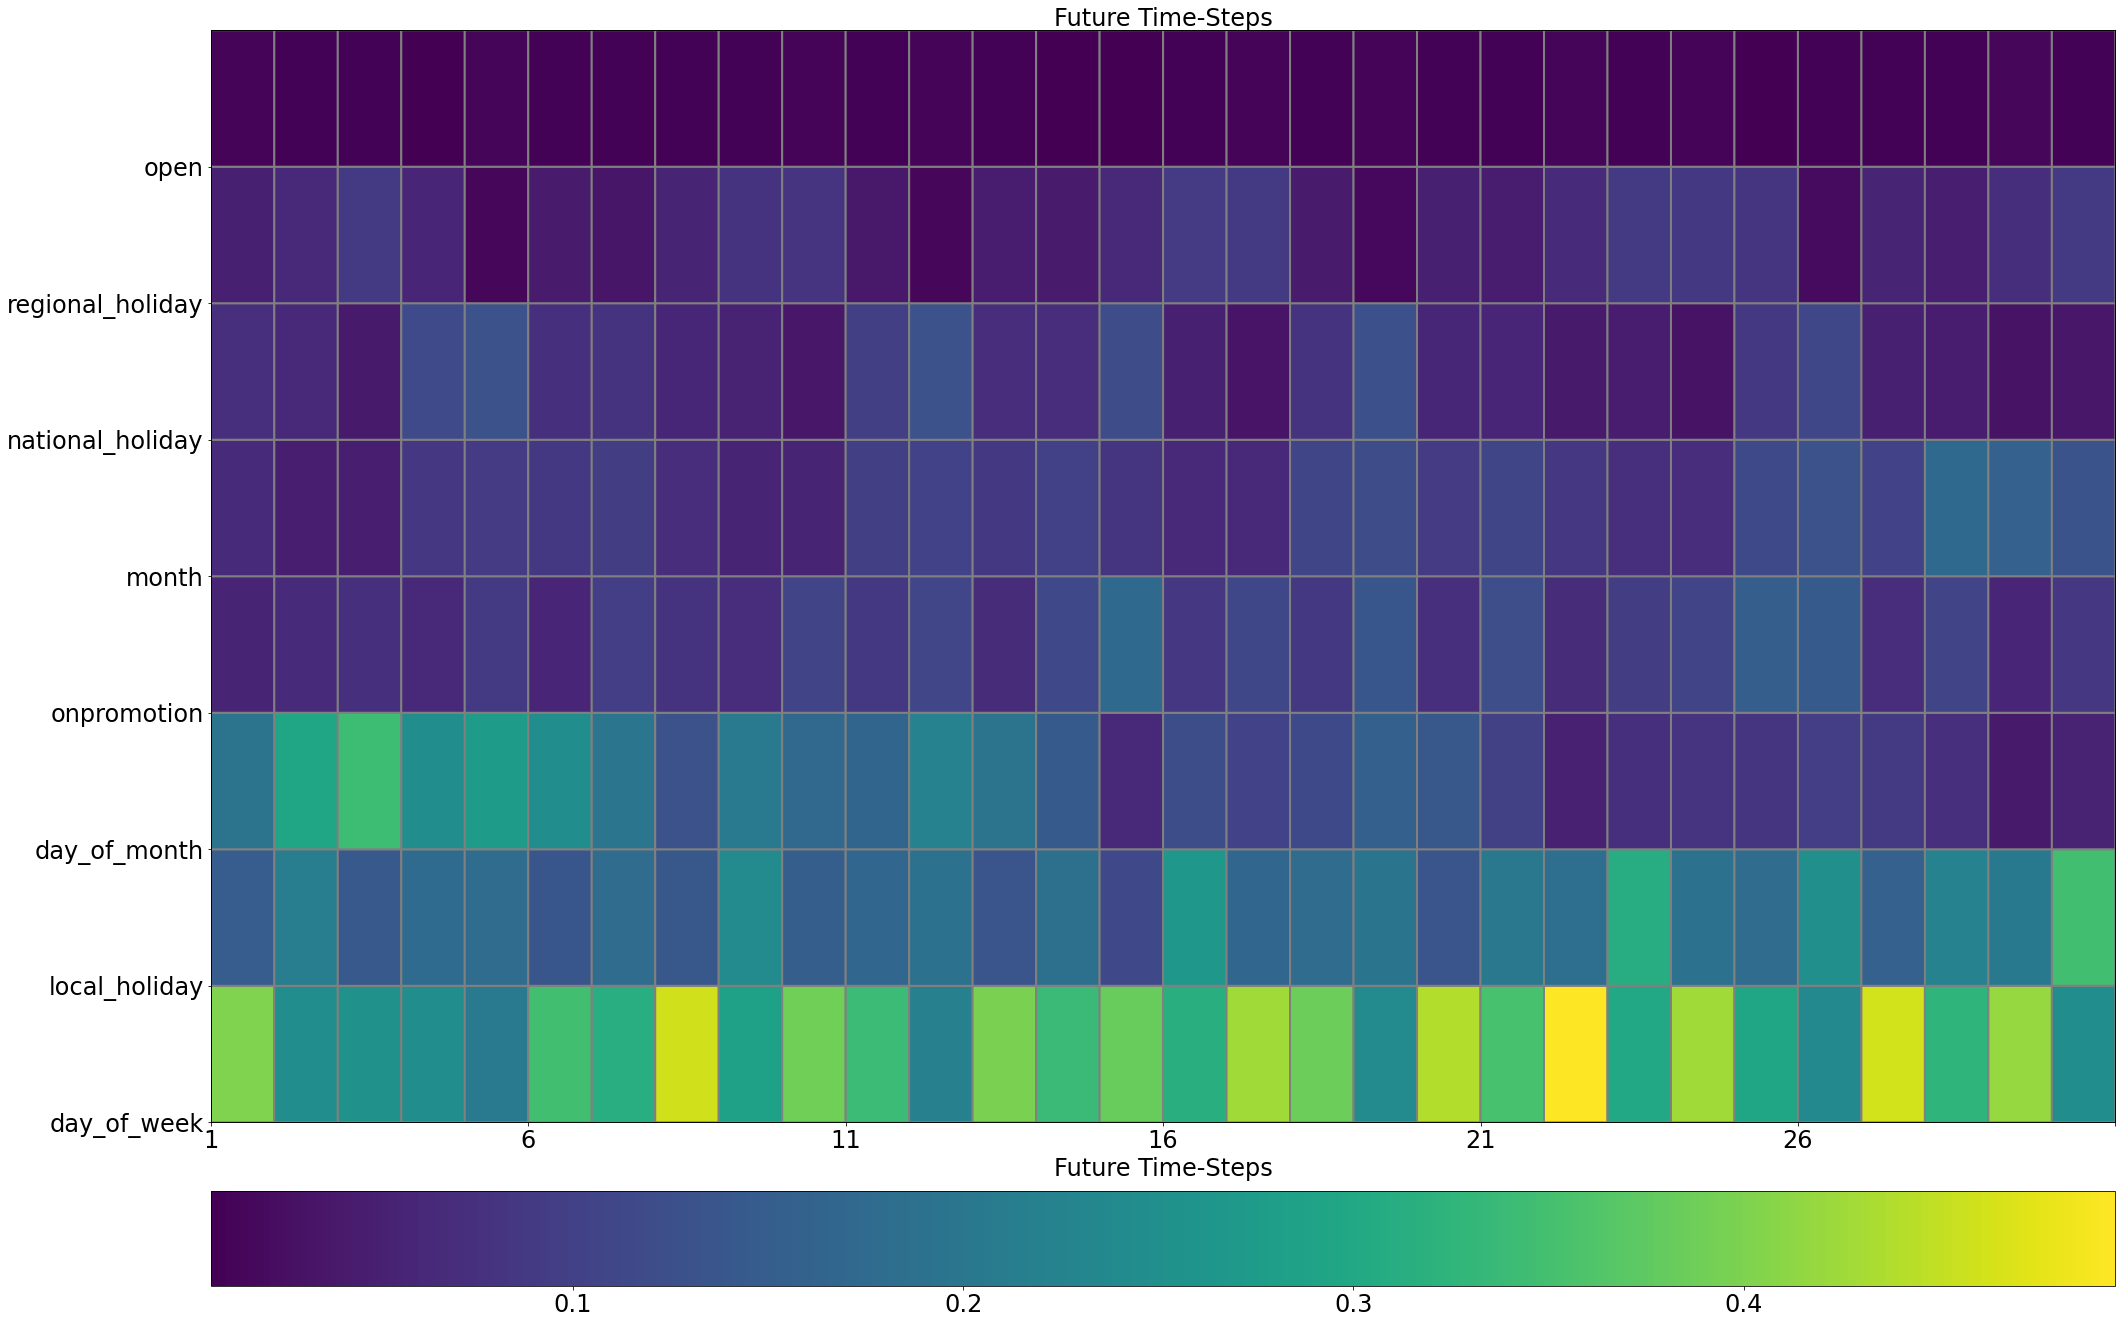 Future Time-Steps
open
regional_holiday
national_holiday
month
onpromotion
day_of_month
local_holiday
day_of_week
1 6 11 16 21 26
Future Time-Steps
0.1 0.2 0.3 0.4